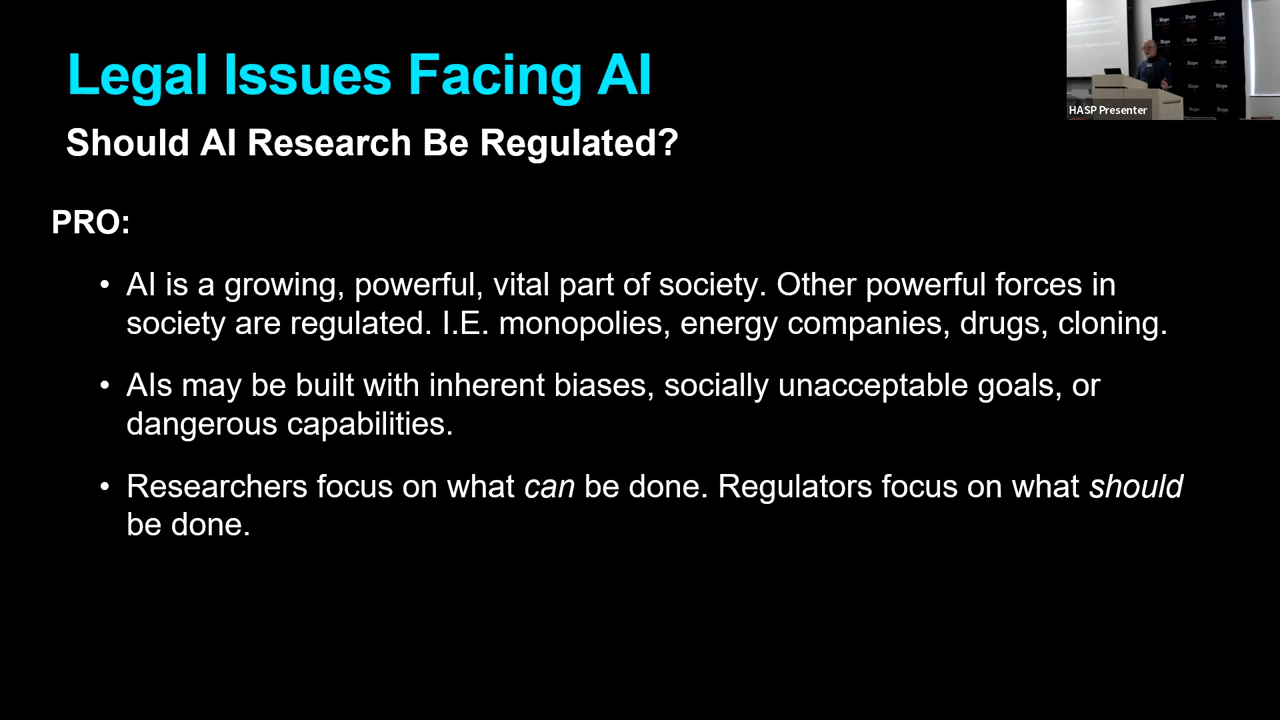 Legal Issues Facing AI
Should AI Research Be Regulated?
PRO:
• AI is a growing, powerful, vital part of society. Other powerful forces in
society are regulated. I.E. monopolies, energy companies, drugs, cloning.
• AIs may be built with inherent biases, socially unacceptable goals, or
dangerous capabilities.
• Researchers focus on what can be done. Regulators focus on what should
be done.
HASP Presenter
Hope